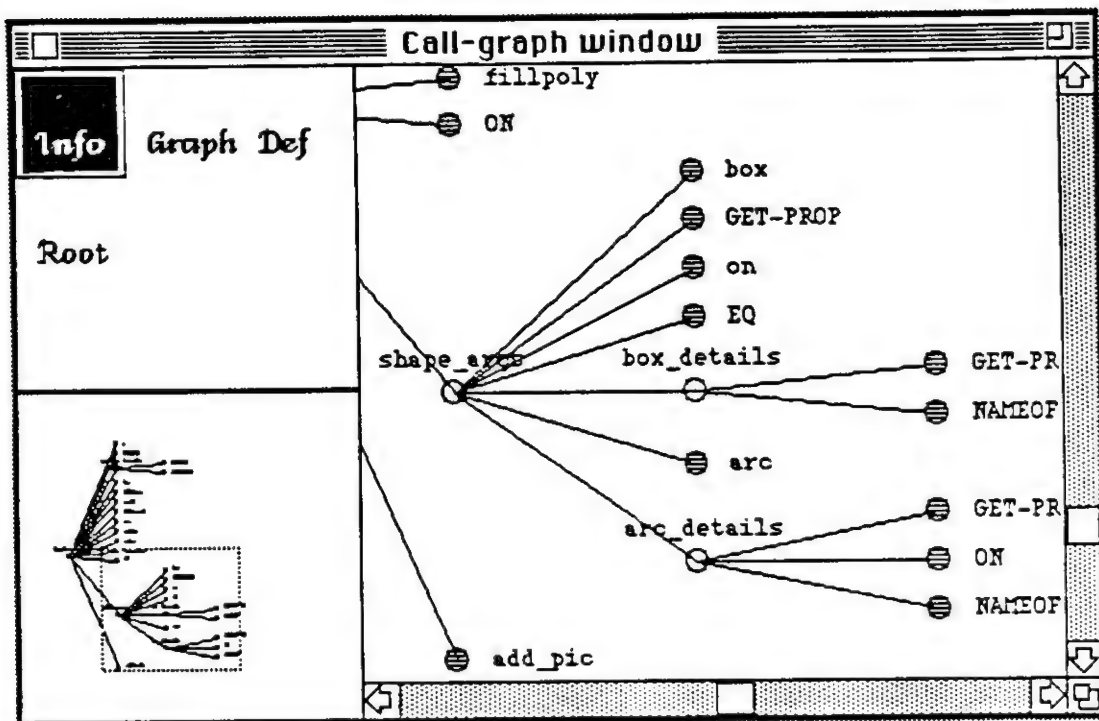 Call-graph window
Info Graph Def
Root
fillpoly
ON
box
GET-PROP
on
EQ
shape_arcs
box_details
GET-PR
NAMEOF
arc
arc_details
GET-PR
ON
NAMEOF
add_pic